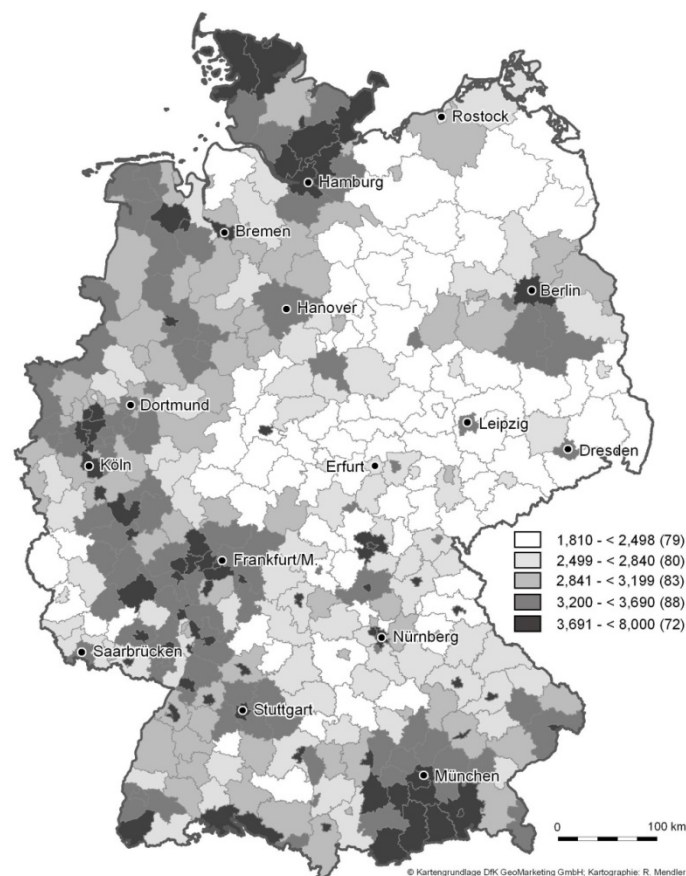 Rostock
Hamburg
Bremen
Berlin
Hanover
Dortmund
Leipzig
Dresden
Köln
Erfurt
1,810 - < 2,498 (79)
2,499 - < 2,840 (80)
2,841 - < 3,199 (83)
3,200 - < 3,690 (88)
3,691 - < 8,000 (72)
Frankfurt/M.
Nürnberg
Saarbrücken
Stuttgart
München
0 100 km
© Kartengrundlage DfK GeoMarketing GmbH; Kartographie: R. Mendler